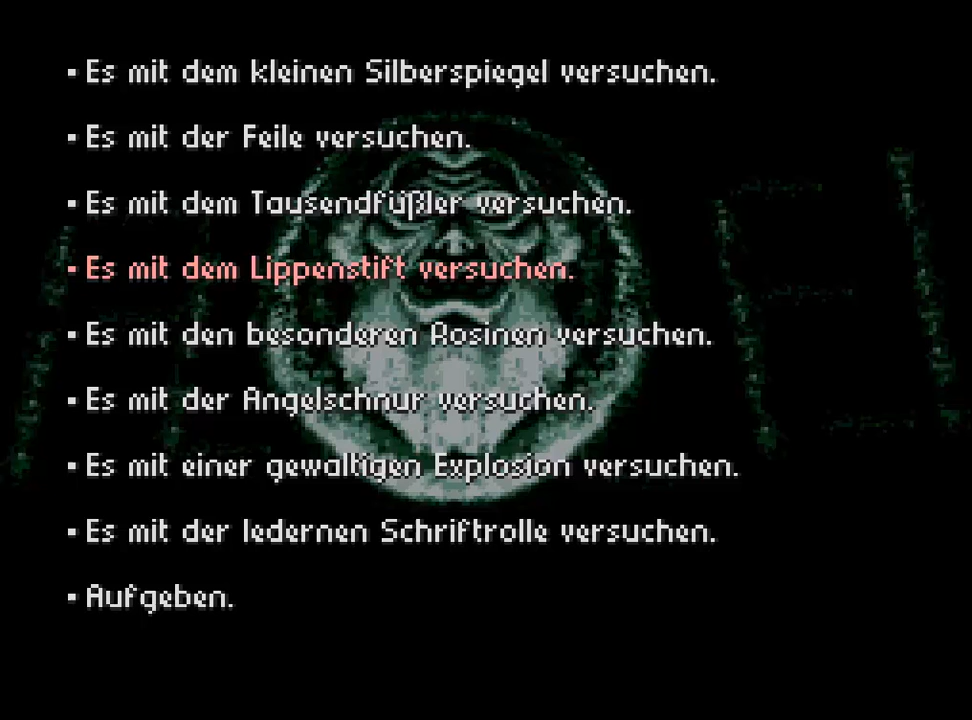 ▪ Es mit dem kleinen Silberspiegel versuchen.
▪ Es mit der Feile versuchen.
▪ Es mit dem Tausendfüßler versuchen.
▪ Es mit dem Lippenstift versuchen.
▪ Es mit den besonderen Rosinen versuchen.
▪ Es mit der Angelschnur versuchen.
▪ Es mit einer gewaltigen Explosion versuchen.
▪ Es mit der ledernen Schriftrolle versuchen.
▪ Aufgeben.